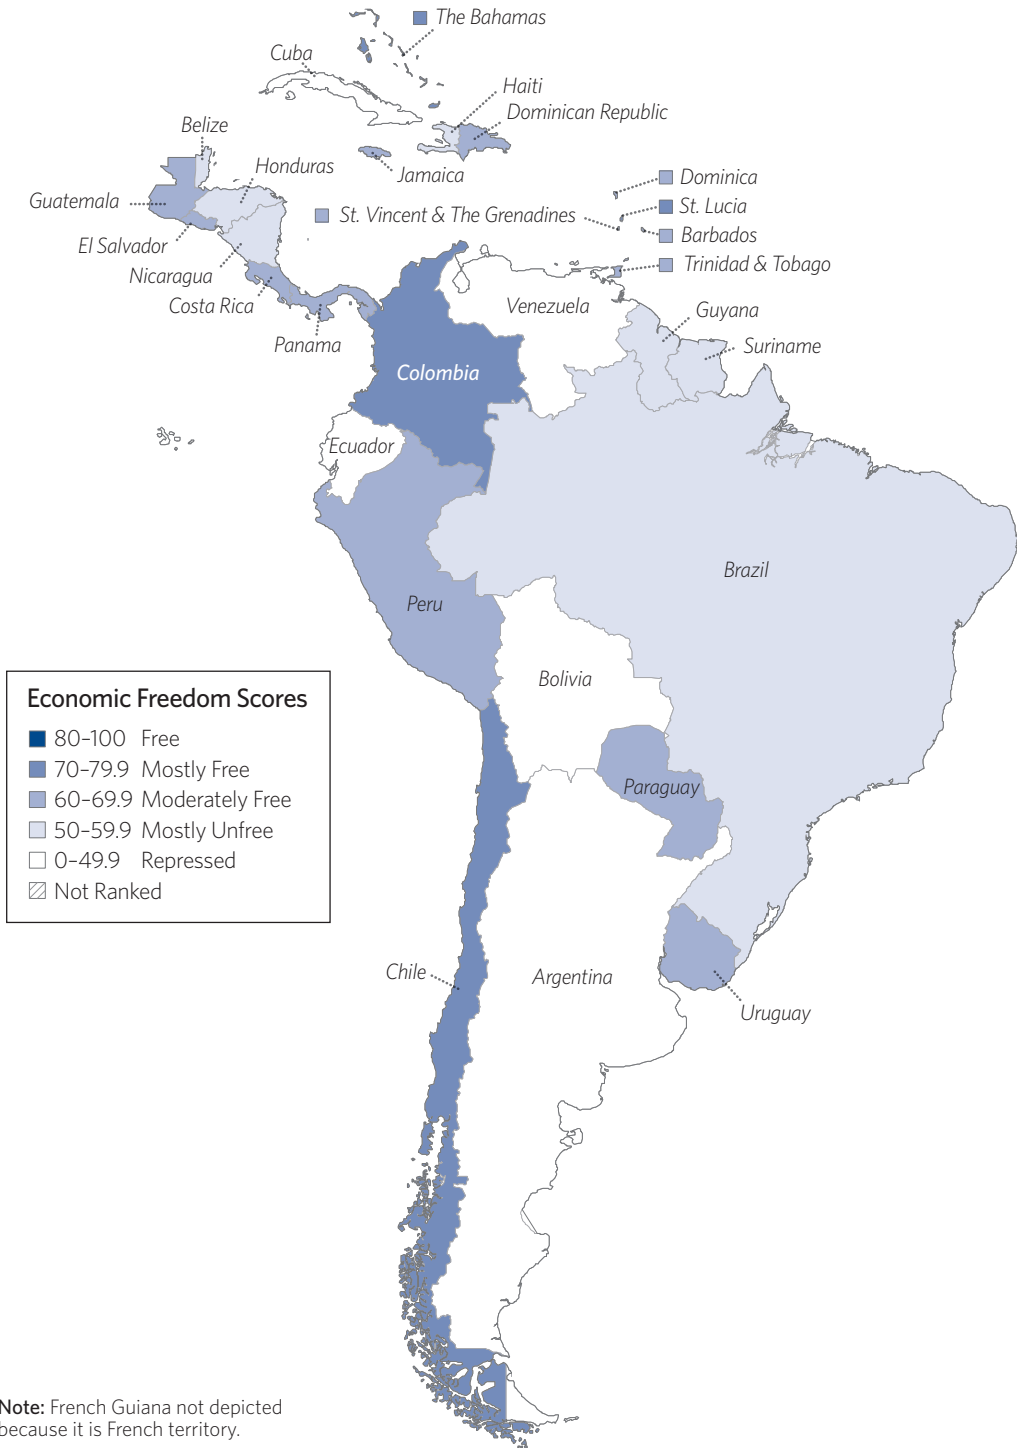 The Bahamas
Cuba
Haiti
Dominican Republic
Belize
Honduras
Jamaica
Guatemala
Dominica
St. Lucia
St. Vincent & The Grenadines
Barbados
El Salvador
Trinidad & Tobago
Nicaragua
Costa Rica
Venezuela
Guyana
Panama
Suriname
Colombia
Ecuador
Brazil
Peru
Bolivia
Economic Freedom Scores
80–100 Free
70–79.9 Mostly Free
60–69.9 Moderately Free
50–59.9 Mostly Unfree
0–49.9 Repressed
Not Ranked
Paraguay
Chile
Argentina
Uruguay
Note: French Guiana not depicted
because it is French territory.